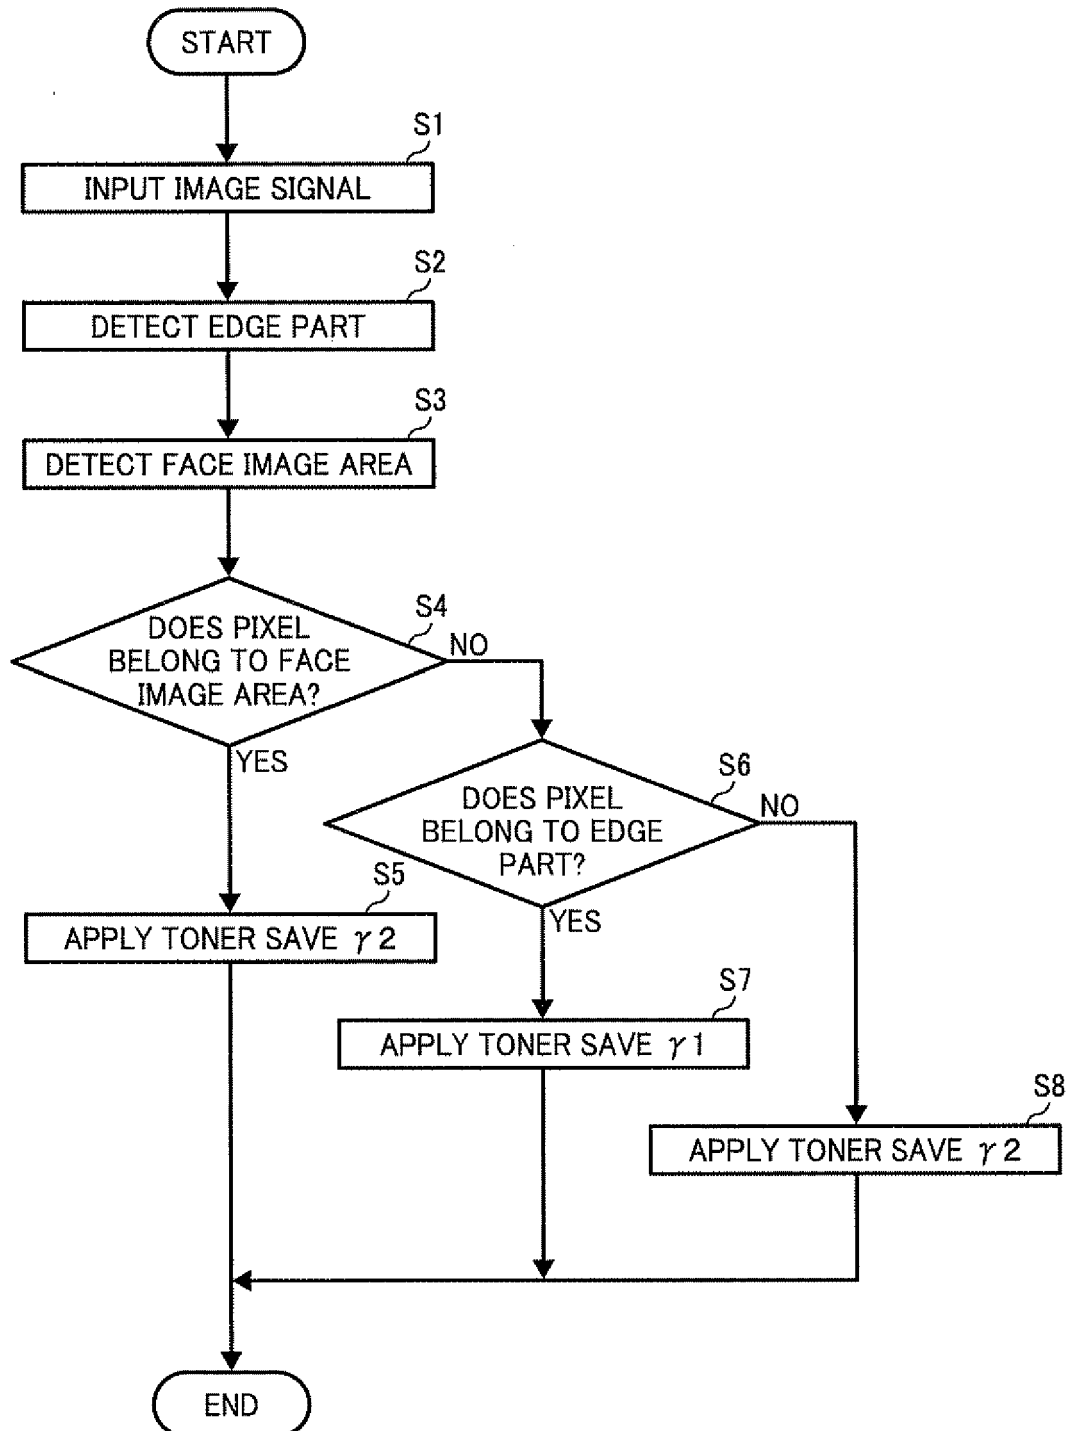 START
S1
INPUT IMAGE SIGNAL
S2
DETECT EDGE PART
S3
DETECT FACE IMAGE AREA
S4
DOES PIXEL
BELONG TO FACE
IMAGE AREA?
NO
YES
S6
DOES PIXEL
BELONG TO EDGE
PART?
NO
YES
S5
APPLY TONER SAVE γ2
S7
APPLY TONER SAVE γ1
S8
APPLY TONER SAVE γ2
END